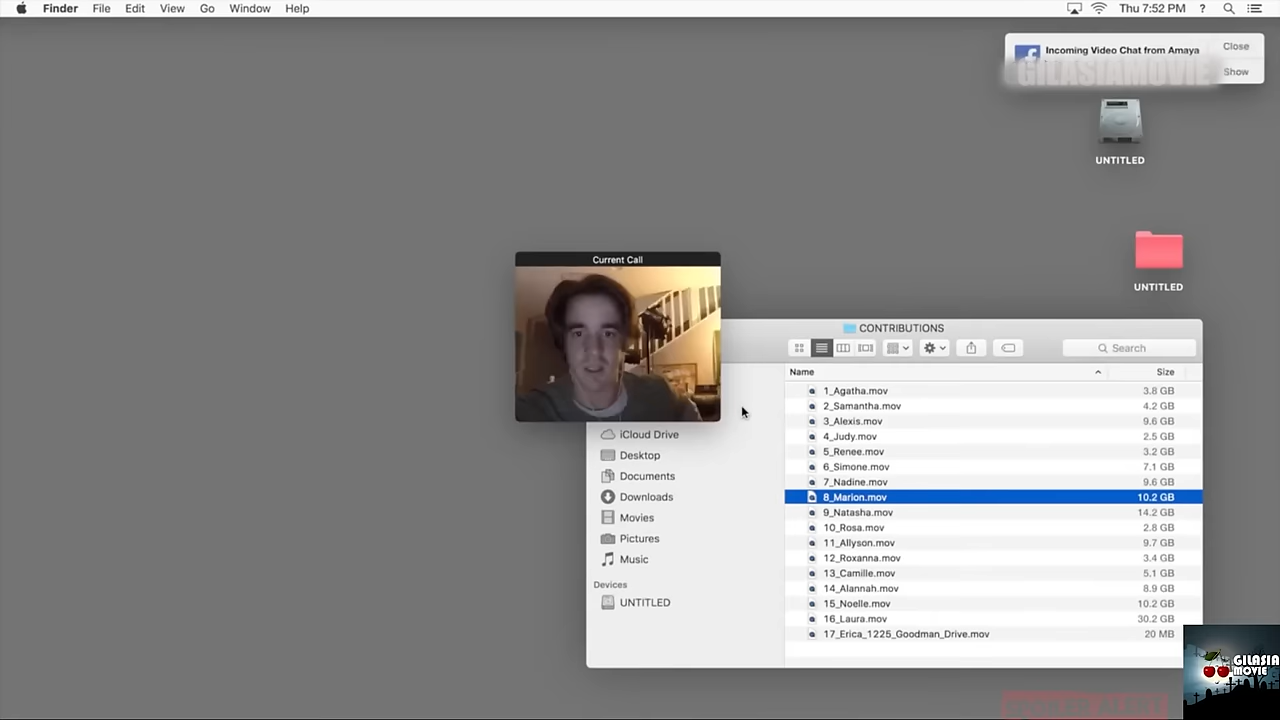 Finder File Edit View Go Window Help Thu 7:52 PM ?
Incoming Video Chat from Amaya Close
GILASIAMOVIE Show
UNTITLED
UNTITLED
Current Call
CONTRIBUTIONS
Search
Name Size
1_Agatha.mov 3.8 GB
2_Samantha.mov 4.2 GB
3_Alexis.mov 9.6 GB
4_Judy.mov 2.5 GB
5_Renee.mov 3.2 GB
6_Simone.mov 7.1 GB
7_Nadine.mov 9.6 GB
8_Marion.mov 10.2 GB
9_Natasha.mov 14.2 GB
10_Rosa.mov 2.8 GB
11_Allyson.mov 9.7 GB
12_Roxanna.mov 3.4 GB
13_Camille.mov 5.1 GB
14_Alannah.mov 8.9 GB
15_Noelle.mov 10.2 GB
16_Laura.mov 30.2 GB
17_Erica_1225_Goodman_Drive.mov 20 MB
iCloud Drive
Desktop
Documents
Downloads
Movies
Pictures
Music
Devices
UNTITLED
GILASIA
MOVIE